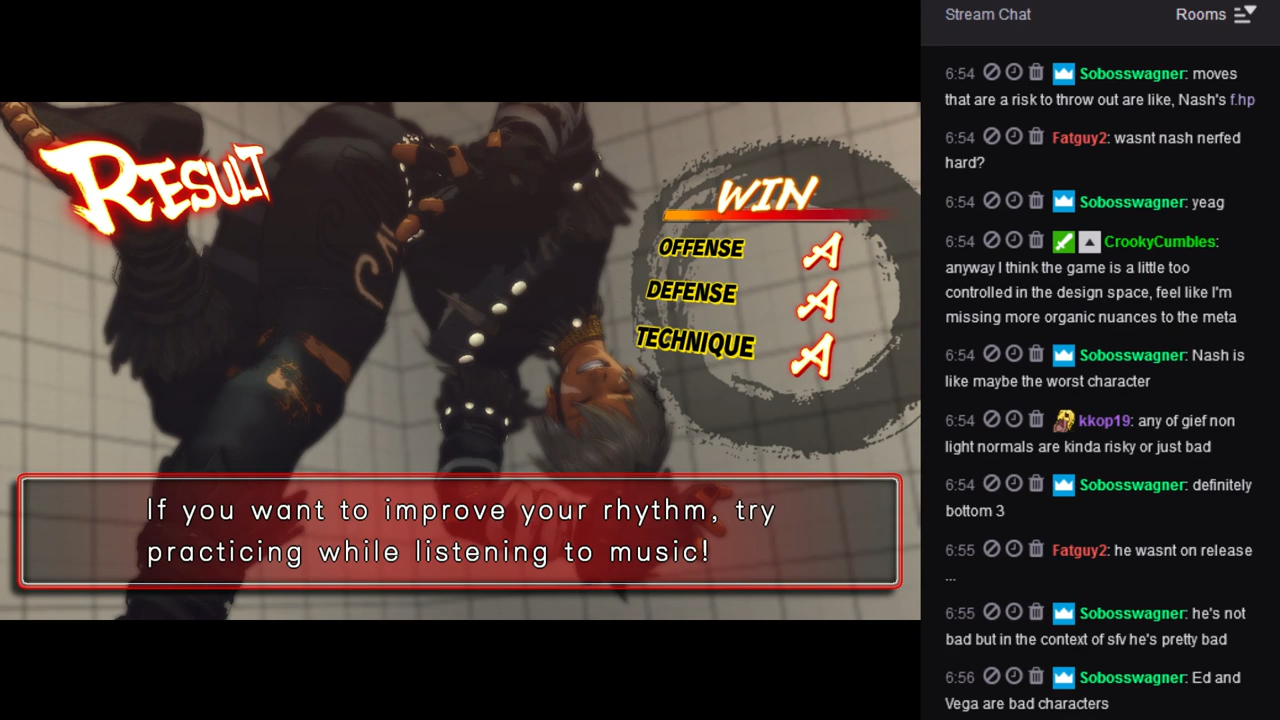 RESULT
WIN
OFFENSE A
DEFENSE A
TECHNIQUE A
If you want to improve your rhythm, try
practicing while listening to music!
Stream Chat Rooms
6:54 Sobosswagner: moves
that are a risk to throw out are like, Nash's f.hp
6:54 Fatguy2: wasnt nash nerfed
hard?
6:54 Sobosswagner: yeag
6:54 CrookyCumbles:
anyway I think the game is a little too
controlled in the design space, feel like I'm
missing more organic nuances to the meta
6:54 Sobosswagner: Nash is
like maybe the worst character
6:54 kkop19: any of gief non
light normals are kinda risky or just bad
6:54 Sobosswagner: definitely
bottom 3
6:55 Fatguy2: he wasnt on release
...
6:55 Sobosswagner: he's not
bad but in the context of sfv he's pretty bad
6:56 Sobosswagner: Ed and
Vega are bad characters